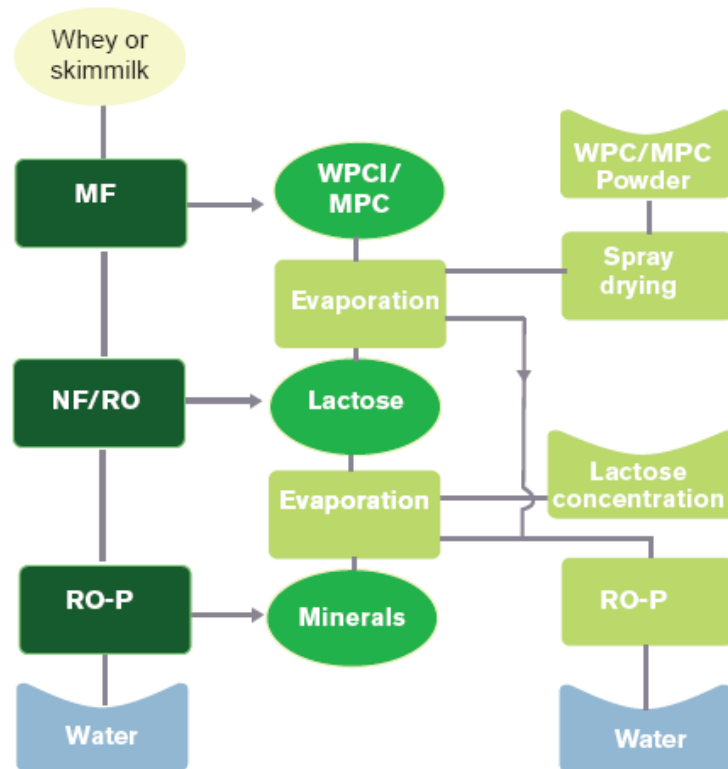 Whey or
skimmilk
MF
WPCI/
MPC
WPC/MPC
Powder
Evaporation
Spray
drying
NF/RO
Lactose
Evaporation
Lactose
concentration
RO-P
Minerals
RO-P
Water
Water